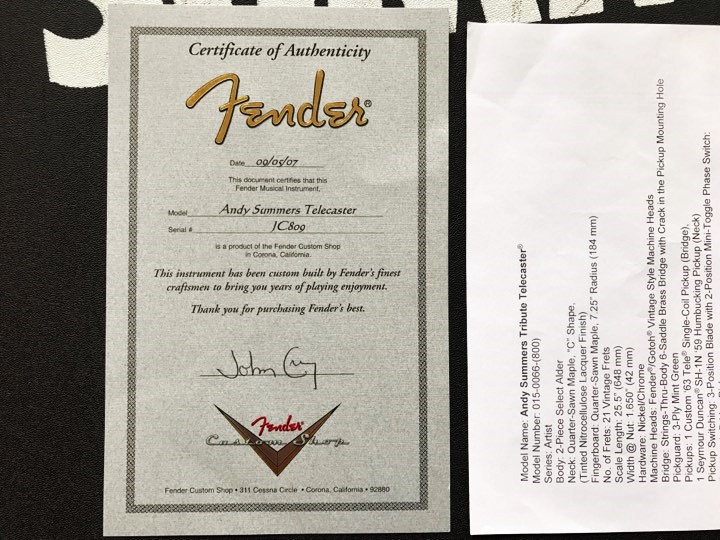 Certificate of Authenticity
Fender®
Date 09/05/07
This document certifies that this
Fender Musical Instrument,
Model Andy Summers Telecaster
Serial # JC809
is a product of the Fender Custom Shop
in Corona, California.
This instrument has been custom built by Fender's finest
craftsmen to bring you years of playing enjoyment.
Thank you for purchasing Fender's best.
John Cruz
Fender®
Custom Shop
Fender Custom Shop • 311 Cessna Circle • Corona, California • 92880
Model Name: Andy Summers Tribute Telecaster®
Model Number: 015-0066-(800)
Series: Artist
Body: 2-Piece Select Alder
Neck: Quarter-Sawn Maple, "C" Shape,
(Tinted Nitrocellulose Lacquer Finish)
Fingerboard: Quarter-Sawn Maple, 7.25" Radius (184 mm)
No. of Frets: 21 Vintage Frets
Scale Length: 25.5" (648 mm)
Width @ Nut: 1.650" (42 mm)
Hardware: Nickel/Chrome
Machine Heads: Fender®/Gotoh® Vintage Style Machine Heads
Bridge: Strings-Thru-Body 6-Saddle Brass Bridge with Crack in the Pickup Mounting Hole
Pickguard: 3-Ply Mint Green
Pickups: 1 Custom '63 Tele® Single-Coil Pickup (Bridge),
1 Seymour Duncan® SH-1N '59 Humbucking Pickup (Neck)
Pickup Switching: 3-Position Blade with 2-Position Mini-Toggle Phase Switch: